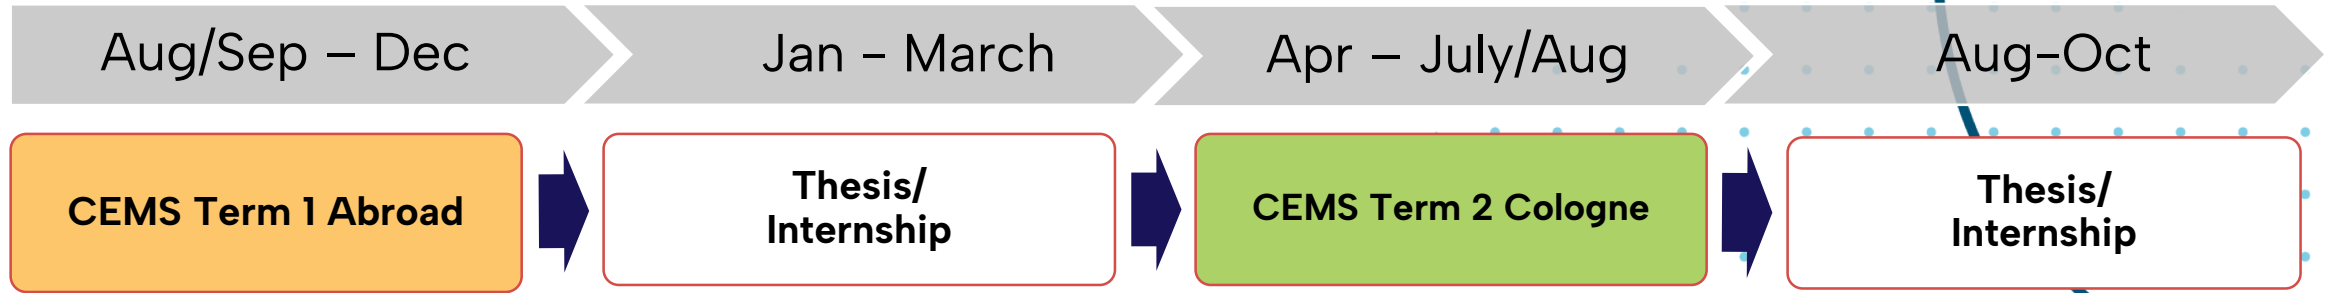 Aug/Sep – Dec
Jan - March
Apr – July/Aug
Aug-Oct
CEMS Term 1 Abroad
Thesis/
Internship
CEMS Term 2 Cologne
Thesis/
Internship